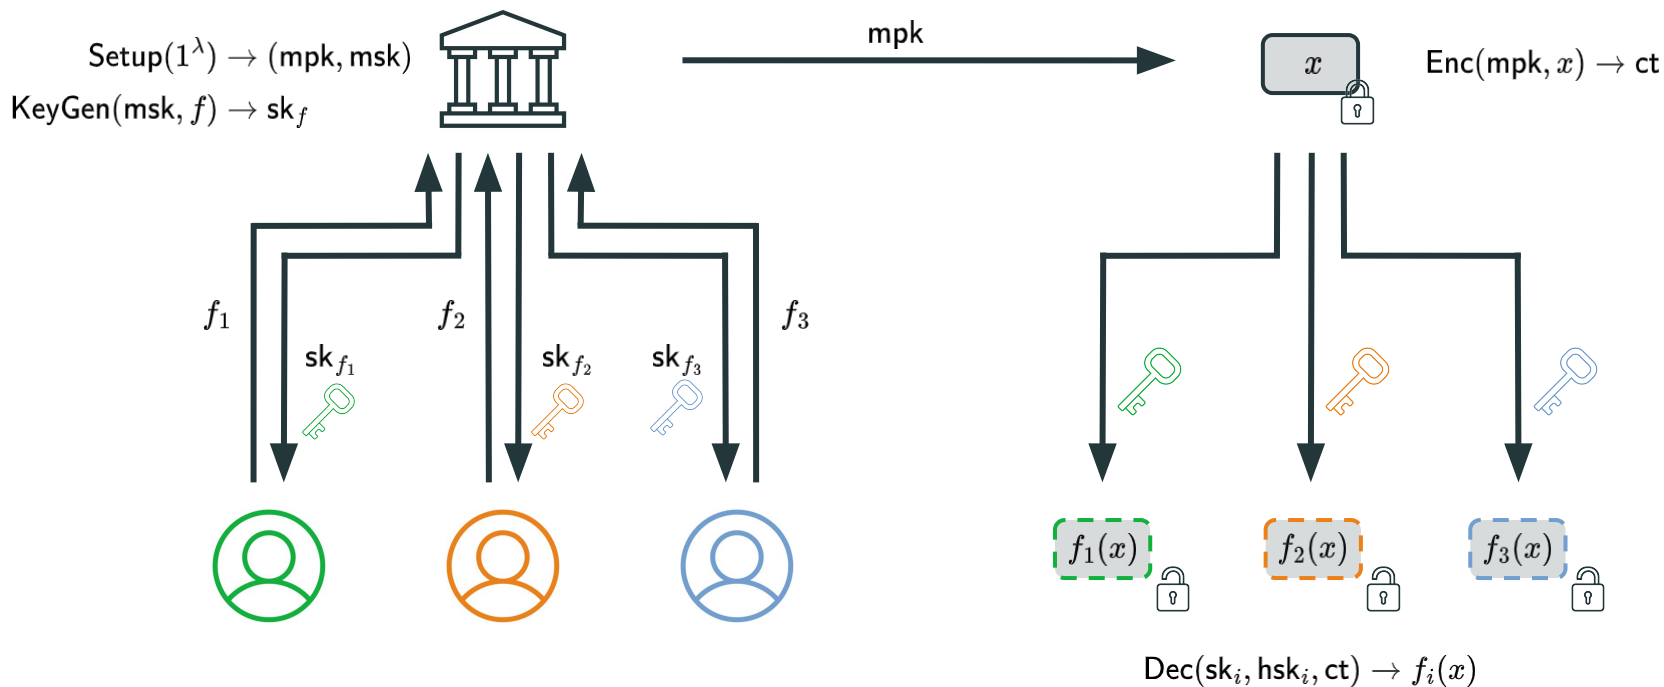 mpk
Setup(1^λ) → (mpk, msk)
x
Enc(mpk, x) → ct
KeyGen(msk, f) → sk_f
f_1
f_2
f_3
sk_{f_1}
sk_{f_2}
sk_{f_3}
f_1(x)
f_2(x)
f_3(x)
Dec(sk_i, hsk_i, ct) → f_i(x)